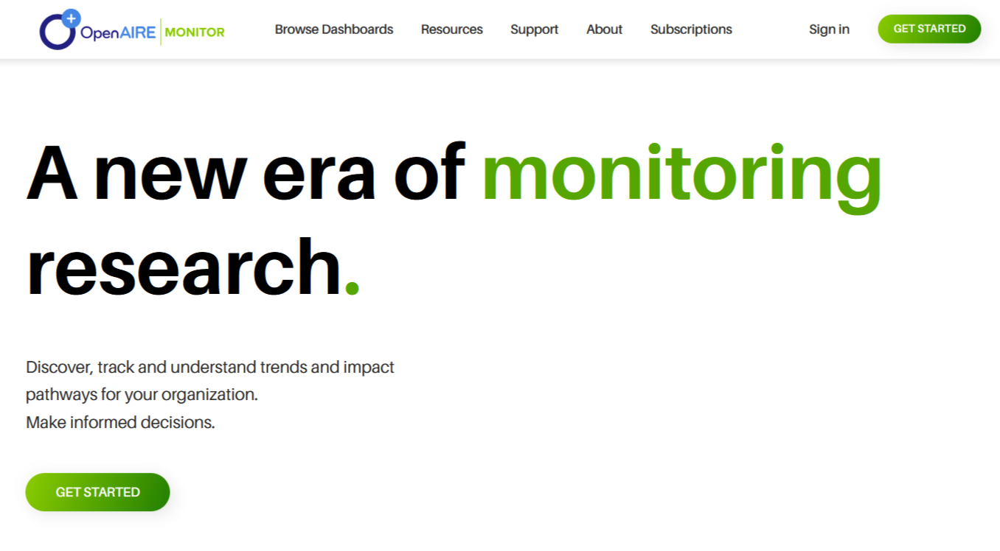 OpenAIRE MONITOR
Browse Dashboards
Resources
Support
About
Subscriptions
Sign in
GET STARTED
A new era of monitoring
research.
Discover, track and understand trends and impact
pathways for your organization.
Make informed decisions.
GET STARTED